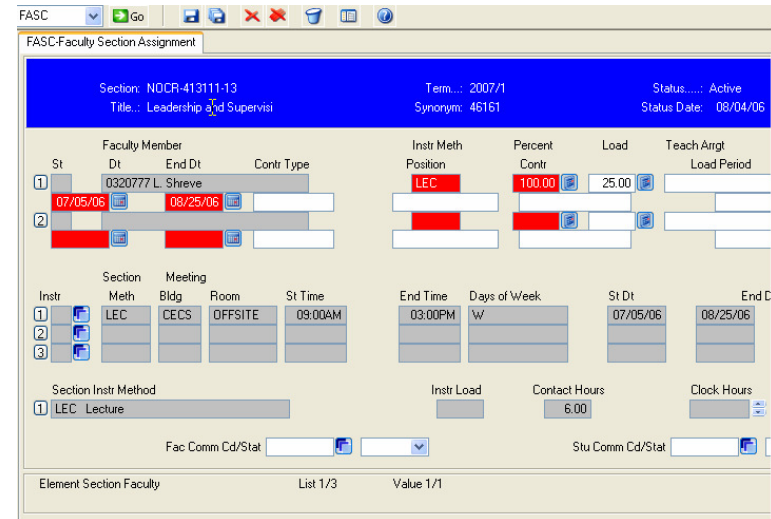 FASC Go
FASC-Faculty Section Assignment
Section: NOCR-413111-13 Term...: 2007/1 Status.....: Active
Title..: Leadership and Supervisi Synonym: 46161 Status Date: 08/04/06
Faculty Member Instr Meth Percent Load Teach Arrgt
St Dt End Dt Contr Type Position Contr Load Period
1 0320777 L. Shreve LEC 100.00 25.00
07/05/06 08/25/06
2
Section Meeting
Instr Meth Bldg Room St Time End Time Days of Week St Dt End D
1 LEC CECS OFFSITE 09:00AM 03:00PM W 07/05/06 08/25/06
2
3
Section Instr Method Instr Load Contact Hours Clock Hours
1 LEC Lecture 6.00
Fac Comm Cd/Stat Stu Comm Cd/Stat
Element Section Faculty List 1/3 Value 1/1